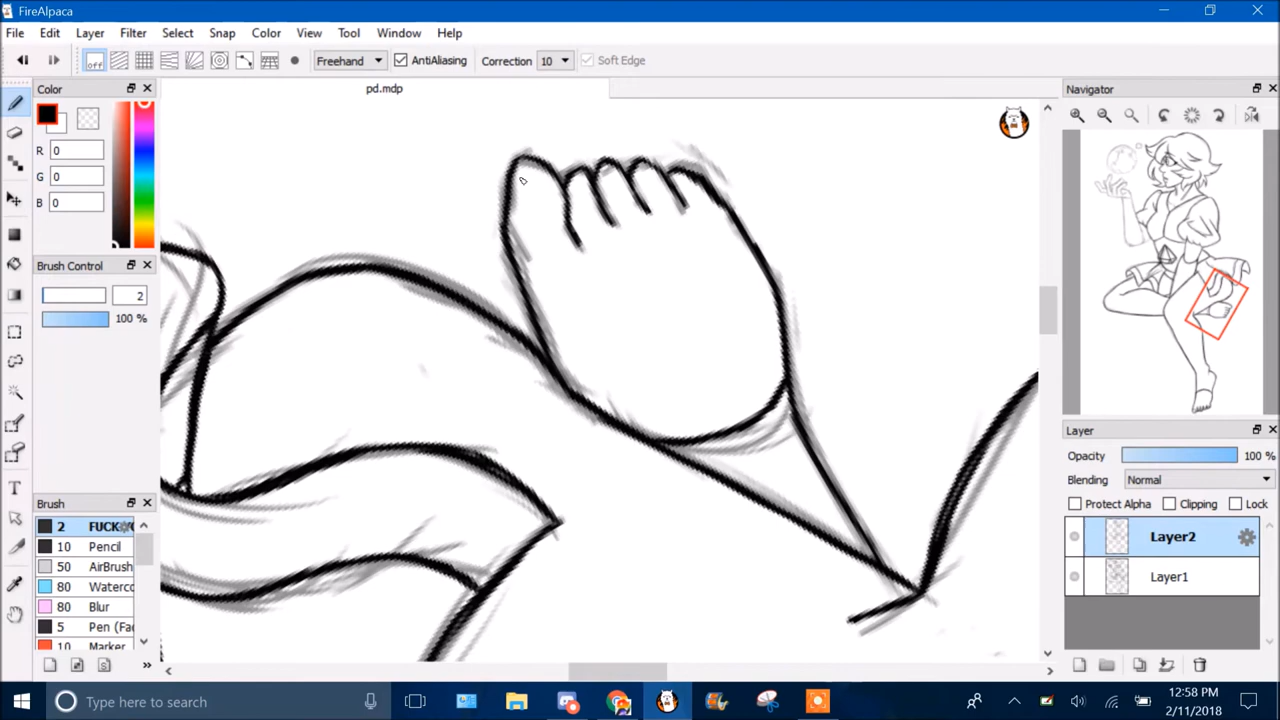 FireAlpaca
File Edit Layer Filter Select Snap Color View Tool Window Help
off Freehand AntiAliasing Correction 10 Soft Edge
Color
pd.mdp
Navigator
R 0
G 0
B 0
Brush Control
2
100 %
Layer
Opacity 100 %
Blending Normal
Protect Alpha Clipping Lock
Layer2
Layer1
Brush
2
10 Pencil
50 AirBrush
80 Waterco
80 Blur
5 Pen (Fa
10 Marker
T
Type here to search
12:58 PM
2/11/2018